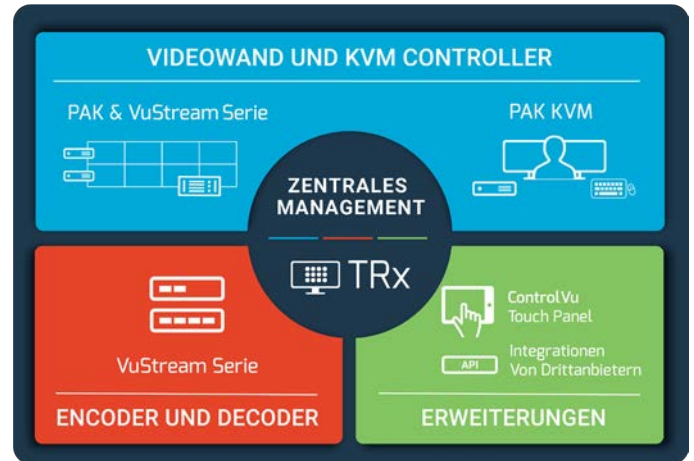 VIDEOWAND UND KVM CONTROLLER
PAK & VuStream Serie
PAK KVM
ZENTRALES
MANAGEMENT
TRx
VuStream Serie
ENCODER UND DECODER
ControlVu
Touch Panel
API
Integrationen
Von Drittanbietern
ERWEITERUNGEN